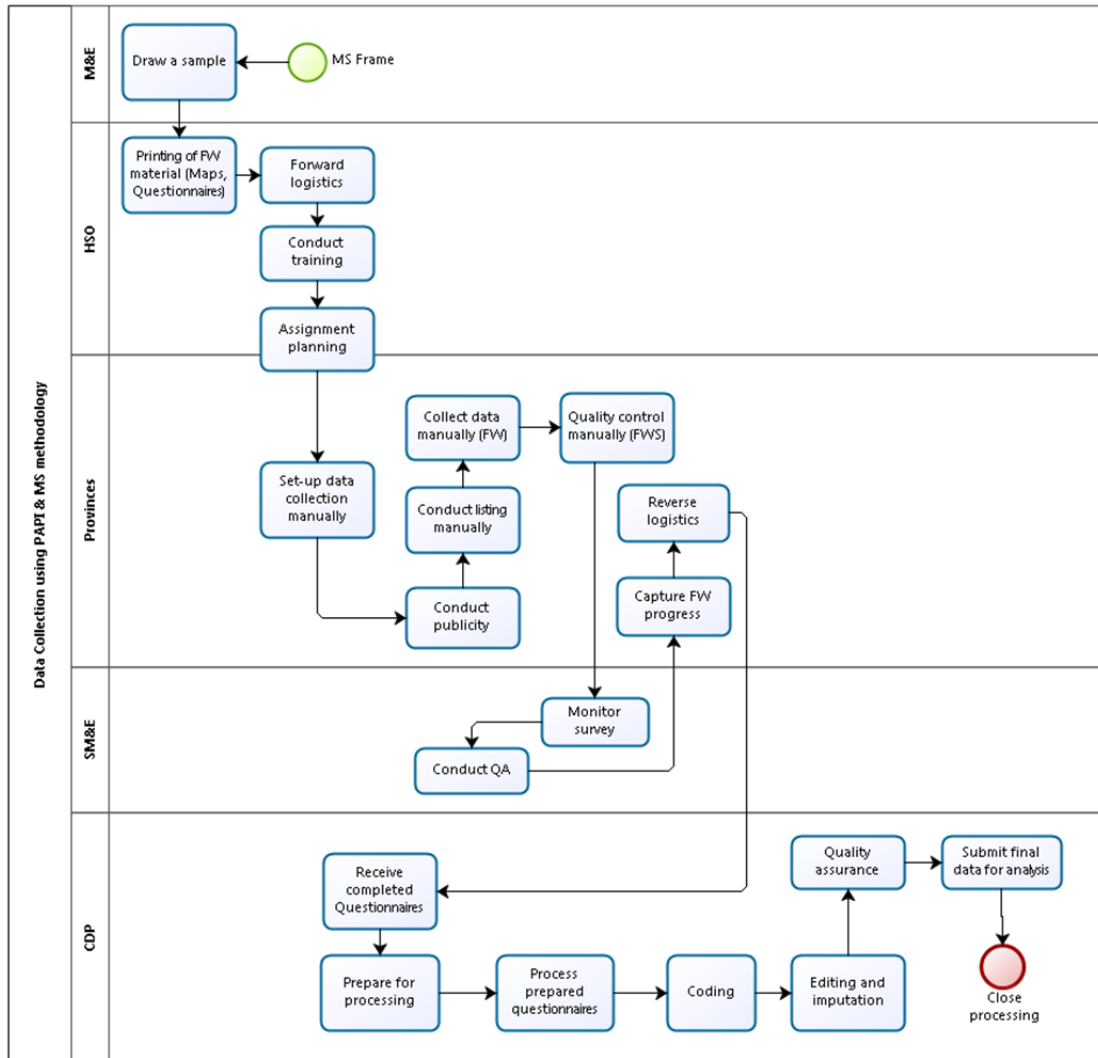 Data Collection using PAPI & MS methodology
M&E
Draw a sample
MS Frame
HSO
Printing of FW
material (Maps,
Questionnaires)
Forward
logistics
Conduct
training
Assignment
planning
Provinces
Collect data
manually (FW)
Quality control
manually (FWS)
Set-up data
collection
manually
Conduct listing
manually
Reverse
logistics
Conduct
publicity
Capture FW
progress
SM&E
Monitor
survey
Conduct QA
CDP
Receive
completed
Questionnaires
Quality
assurance
Submit final
data for analysis
Prepare for
processing
Process
prepared
questionnaires
Coding
Editing and
imputation
Close
processing